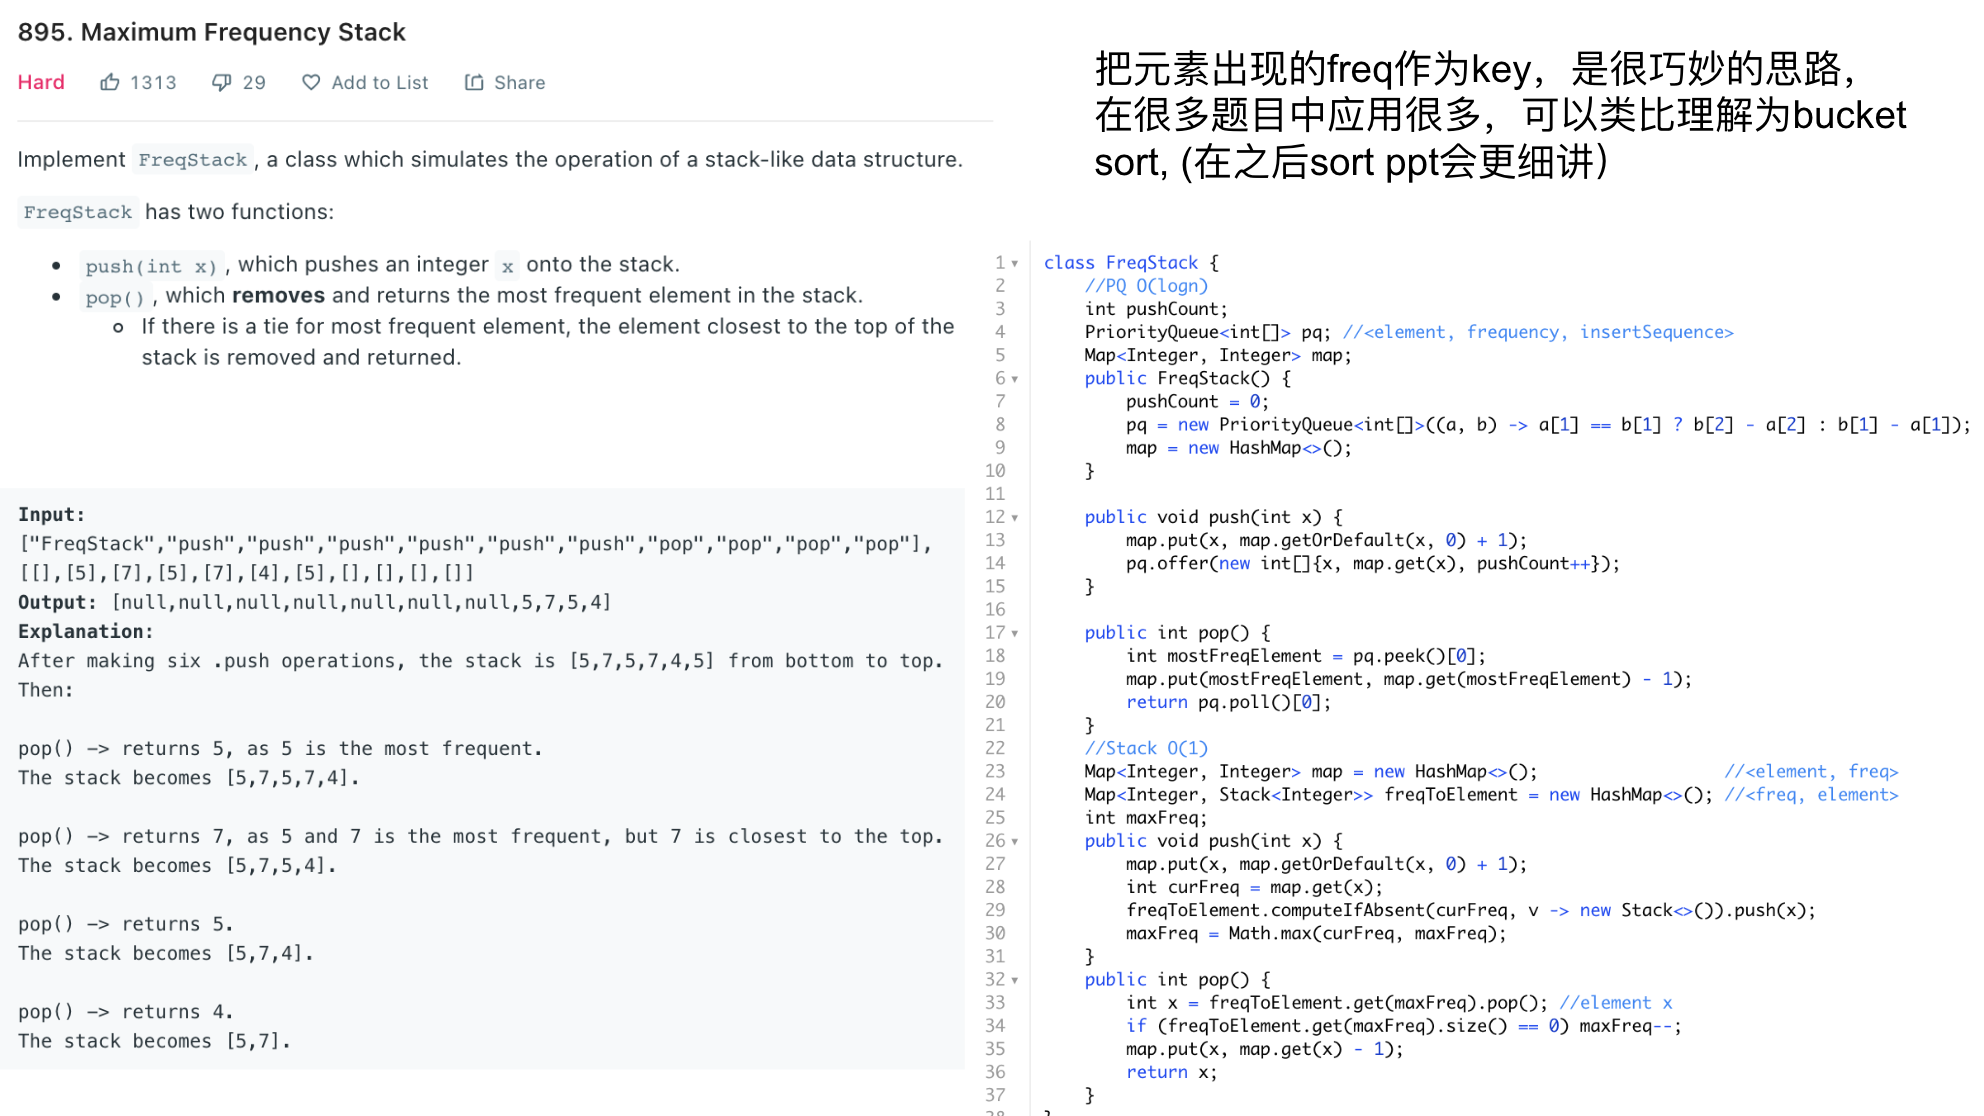 895. Maximum Frequency Stack
Hard 1313 29 Add to List Share
Implement FreqStack , a class which simulates the operation of a stack-like data structure.
FreqStack has two functions:
• push(int x) , which pushes an integer x onto the stack.
• pop() , which removes and returns the most frequent element in the stack.
If there is a tie for most frequent element, the element closest to the top of the
stack is removed and returned.
Input:
["FreqStack","push","push","push","push","push","push","pop","pop","pop","pop"],
[[],[5],[7],[5],[7],[4],[5],[],[],[],[]]
Output: [null,null,null,null,null,null,null,5,7,5,4]
Explanation:
After making six .push operations, the stack is [5,7,5,7,4,5] from bottom to top.
Then:
pop() -> returns 5, as 5 is the most frequent.
The stack becomes [5,7,5,7,4].
pop() -> returns 7, as 5 and 7 is the most frequent, but 7 is closest to the top.
The stack becomes [5,7,5,4].
pop() -> returns 5.
The stack becomes [5,7,4].
pop() -> returns 4.
The stack becomes [5,7].
把元素出现的freq作为key，是很巧妙的思路，
在很多题目中应用很多，可以类比理解为bucket
sort, (在之后sort ppt会更细讲）
1 class FreqStack {
2 //PQ O(logn)
3 int pushCount;
4 PriorityQueue<int[]> pq; //<element, frequency, insertSequence>
5 Map<Integer, Integer> map;
6 public FreqStack() {
7 pushCount = 0;
8 pq = new PriorityQueue<int[]>((a, b) -> a[1] == b[1] ? b[2] - a[2] : b[1] - a[1]);
9 map = new HashMap<>();
10 }
11
12 public void push(int x) {
13 map.put(x, map.getOrDefault(x, 0) + 1);
14 pq.offer(new int[]{x, map.get(x), pushCount++});
15 }
16
17 public int pop() {
18 int mostFreqElement = pq.peek()[0];
19 map.put(mostFreqElement, map.get(mostFreqElement) - 1);
20 return pq.poll()[0];
21 }
22 //Stack O(1)
23 Map<Integer, Integer> map = new HashMap<>(); //<element, freq>
24 Map<Integer, Stack<Integer>> freqToElement = new HashMap<>(); //<freq, element>
25 int maxFreq;
26 public void push(int x) {
27 map.put(x, map.getOrDefault(x, 0) + 1);
28 int curFreq = map.get(x);
29 freqToElement.computeIfAbsent(curFreq, v -> new Stack<>()).push(x);
30 maxFreq = Math.max(curFreq, maxFreq);
31 }
32 public int pop() {
33 int x = freqToElement.get(maxFreq).pop(); //element x
34 if (freqToElement.get(maxFreq).size() == 0) maxFreq--;
35 map.put(x, map.get(x) - 1);
36 return x;
37 }